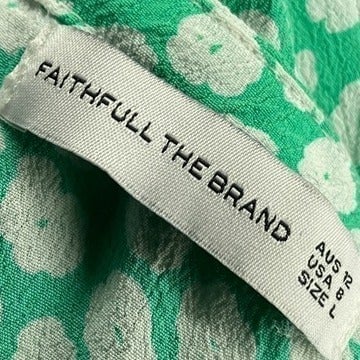 FAITHFULL THE BRAND
AUS 12
USA 8
SIZE L